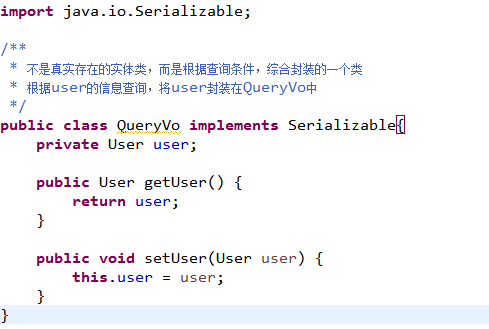 import java.io.Serializable;
/**
 * 不是真实存在的实体类，而是根据查询条件，综合封装的一个类
 * 根据user的信息查询，将user封装在QueryVo中
 */
public class QueryVo implements Serializable{
    private User user;
    public User getUser() {
        return user;
    }
    public void setUser(User user) {
        this.user = user;
    }
}